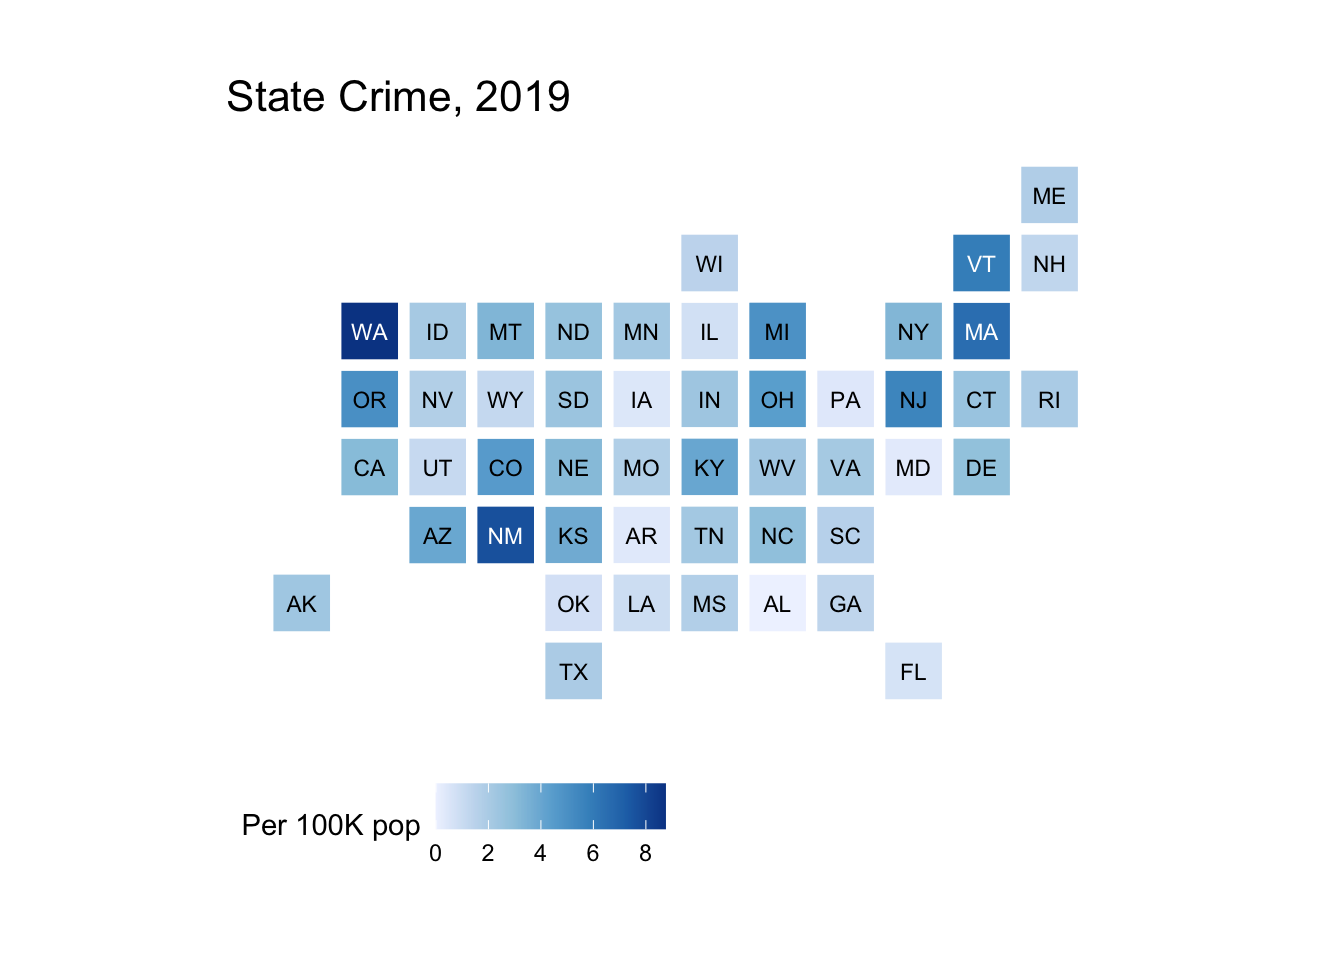 State Crime, 2019
ME
WI VT NH
WA ID MT ND MN IL MI NY MA
OR NV WY SD IA IN OH PA NJ CT RI
CA UT CO NE MO KY WV VA MD DE
AZ NM KS AR TN NC SC
AK OK LA MS AL GA
TX FL
Per 100K pop
0 2 4 6 8